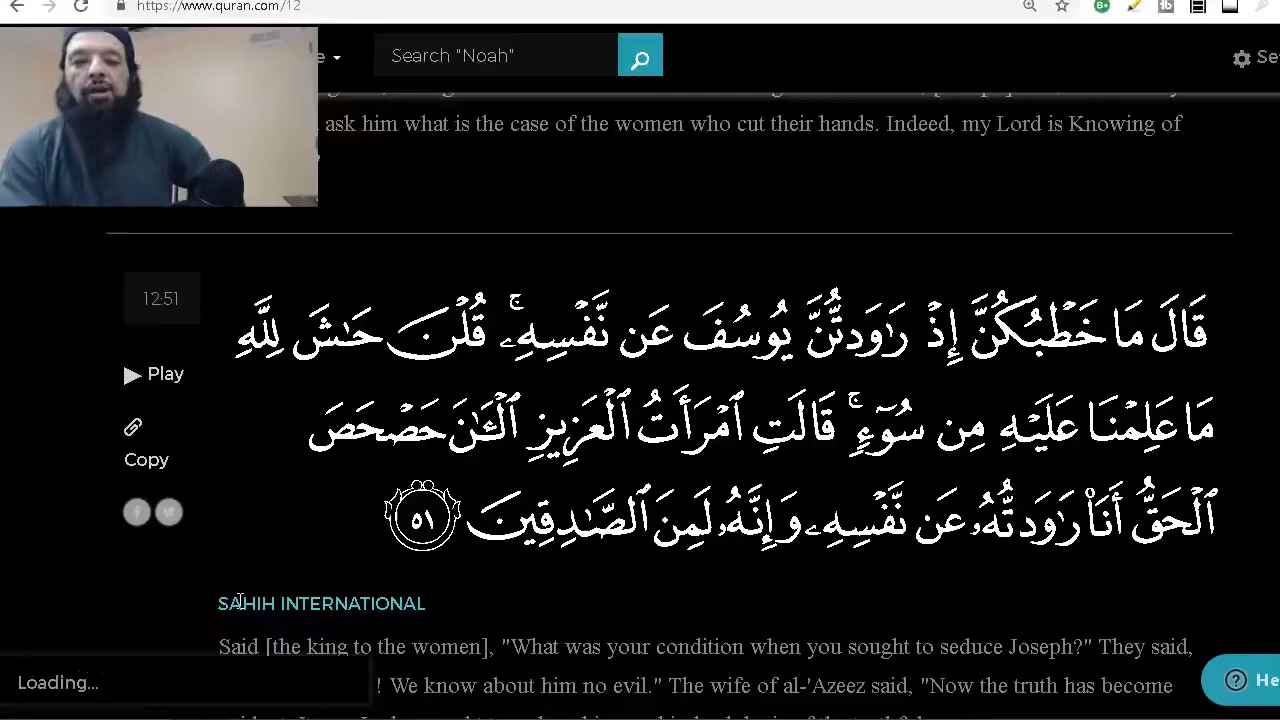 https://www.quran.com/12
e
Search "Noah"
Se
ask him what is the case of the women who cut their hands. Indeed, my Lord is Knowing of
12:51
قَالَ مَا خَطْبُكُنَّ إِذْ رَٰوَدتُّنَّ يُوسُفَ عَن نَّفْسِهِۦ ۚ قُلْنَ حَـٰشَ لِلَّهِ
مَا عَلِمْنَا عَلَيْهِ مِن سُوٓءٍ ۚ قَالَتِ ٱمْرَأَتُ ٱلْعَزِيزِ ٱلْـَٔـٰنَ حَصْحَصَ
ٱلْحَقُّ أَنَا۠ رَٰوَدتُّهُۥ عَن نَّفْسِهِۦ وَإِنَّهُۥ لَمِنَ ٱلصَّـٰدِقِينَ ٥١
Play
Copy
SAHIH INTERNATIONAL
Said [the king to the women], "What was your condition when you sought to seduce Joseph?" They said,
! We know about him no evil." The wife of al-'Azeez said, "Now the truth has become
Loading...
He